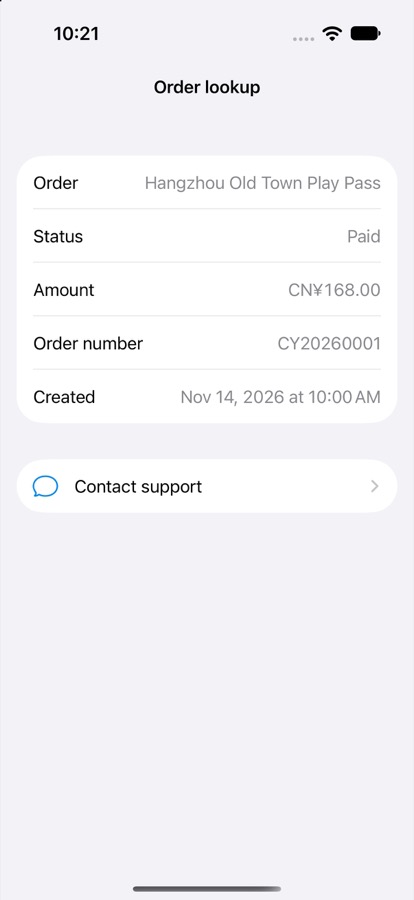 10:21
Order lookup
Order Hangzhou Old Town Play Pass
Status Paid
Amount CN¥168.00
Order number CY20260001
Created Nov 14, 2026 at 10:00 AM
Contact support